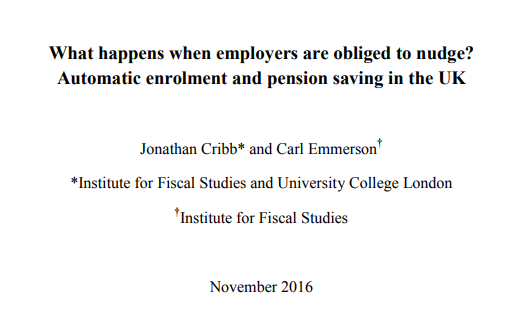 What happens when employers are obliged to nudge?
Automatic enrolment and pension saving in the UK
Jonathan Cribb* and Carl Emmerson†
*Institute for Fiscal Studies and University College London
†Institute for Fiscal Studies
November 2016